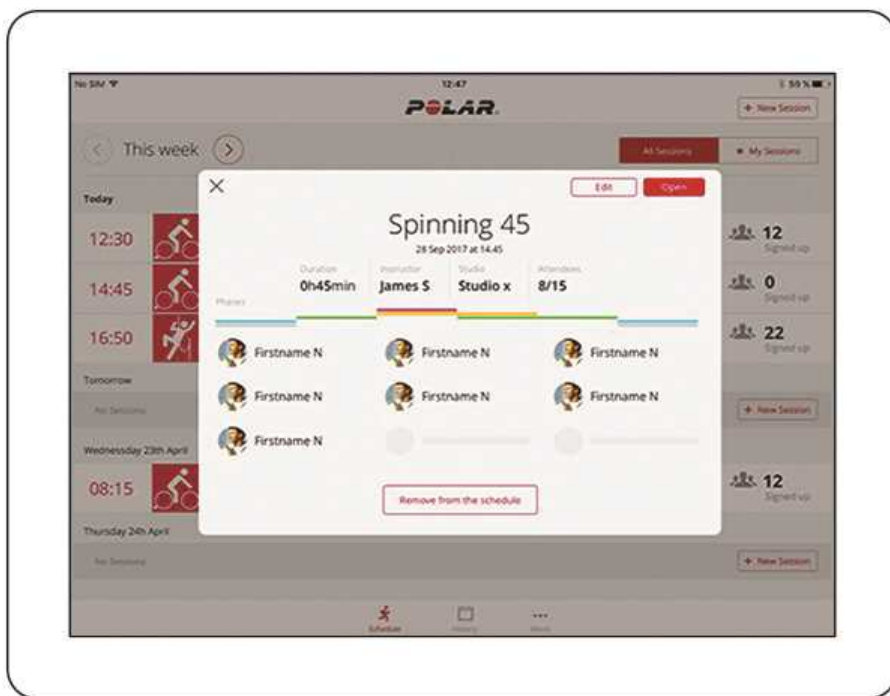 No SIM 12:47 59 %
POLAR
+ New Session
This week All Sessions My Sessions
Edit Open
Today
Spinning 45
12:30 28 Sep 2017 at 14.45 12
Signed up
Duration Instructor Studio Attendees
14:45 0h45min James S Studio x 8/15 0
Phases Signed up
16:50 22
Firstname N Firstname N Firstname N Signed up
Tomorrow
Firstname N Firstname N Firstname N
No Sessions + New Session
Firstname N
Wednesday 23th April
08:15 12
Remove from the schedule Signed up
Thursday 24h April
No Sessions + New Session
Schedule History More